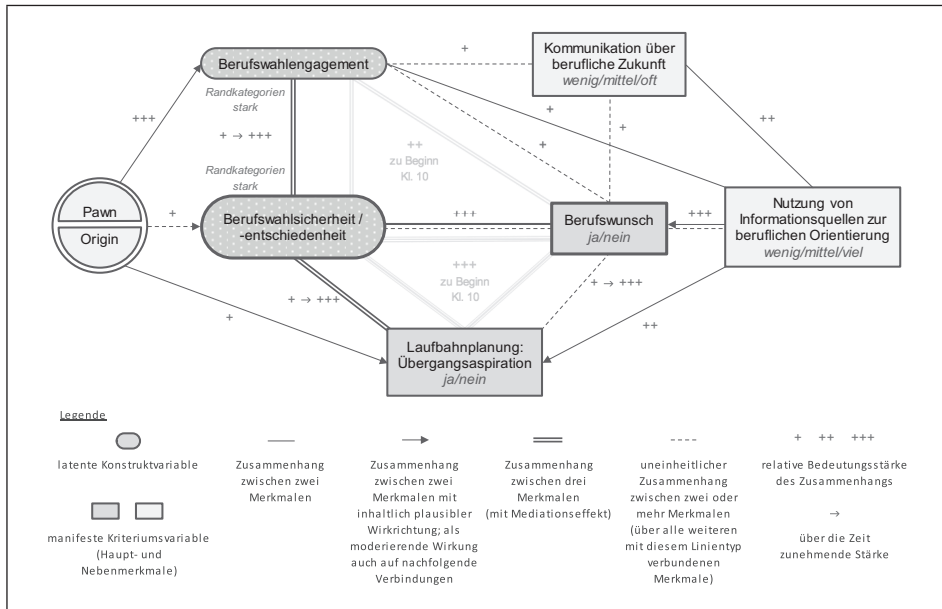 Berufswahlengagement
+
Kommunikation über
berufliche Zukunft
wenig/mittel/oft
Randkategorien
stark
+++
+ → +++
++
zu Beginn
Kl. 10
+
+
+
++
Randkategorien
stark
Pawn
Origin
+
Berufswahlsicherheit /
-entschiedenheit
+++
Berufswunsch
ja/nein
+++
Nutzung von
Informationsquellen zur
beruflichen Orientierung
wenig/mittel/viel
+++
zu Beginn
Kl. 10
+ → +++
+ → +++
+
++
Laufbahnplanung:
Übergangsaspiration
ja/nein
Legende
latente Konstruktvariable
manifeste Kriteriumsvariable
(Haupt- und
Nebenmerkmale)
Zusammenhang
zwischen zwei
Merkmalen
Zusammenhang
zwischen zwei
Merkmalen mit
inhaltlich plausibler
Wirkrichtung; als
moderierende Wirkung
auch auf nachfolgende
Verbindungen
Zusammenhang
zwischen drei
Merkmalen
(mit Mediationseffekt)
uneinheitlicher
Zusammenhang
zwischen zwei oder
mehr Merkmalen
(über alle weiteren
mit diesem Linientyp
verbundenen
Merkmale)
+ ++ +++
relative Bedeutungsstärke
des Zusammenhangs
→
über die Zeit
zunehmende Stärke